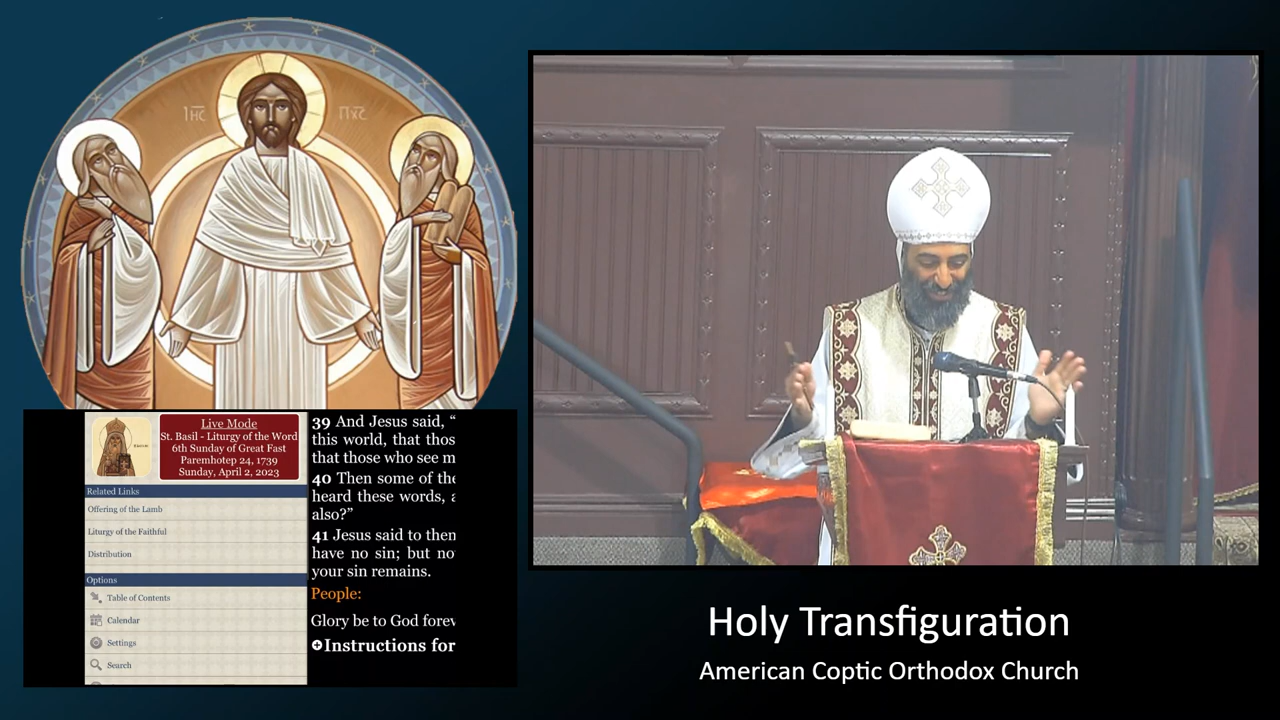 ⲒⲎⲤ
ⲠⲬⲤ
Live Mode
St. Basil - Liturgy of the Word
6th Sunday of Great Fast
Paremhotep 24, 1739
Sunday, April 2, 2023
Related Links
Offering of the Lamb
Liturgy of the Faithful
Distribution
Options
Table of Contents
Calendar
Settings
Search
39 And Jesus said, “
this world, that thos
that those who see m
40 Then some of the
heard these words, a
also?”
41 Jesus said to then
have no sin; but no
your sin remains.
People:
Glory be to God forev
Instructions for
Holy Transfiguration
American Coptic Orthodox Church